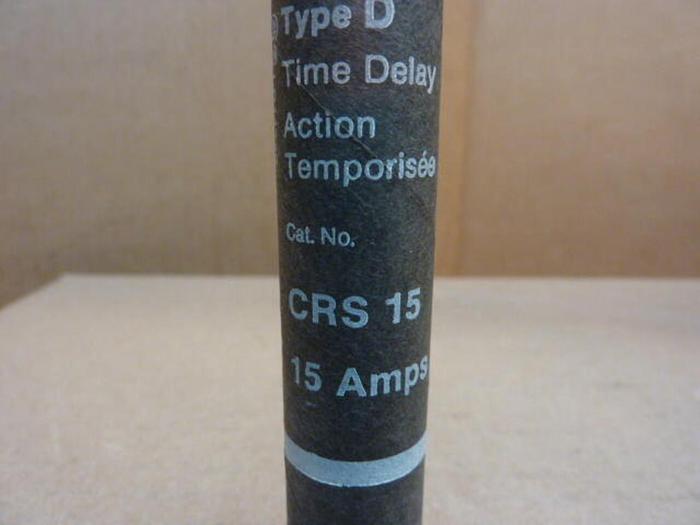 Type D
Time Delay
Action
Temporisée
Cat. No.
CRS 15
15 Amps